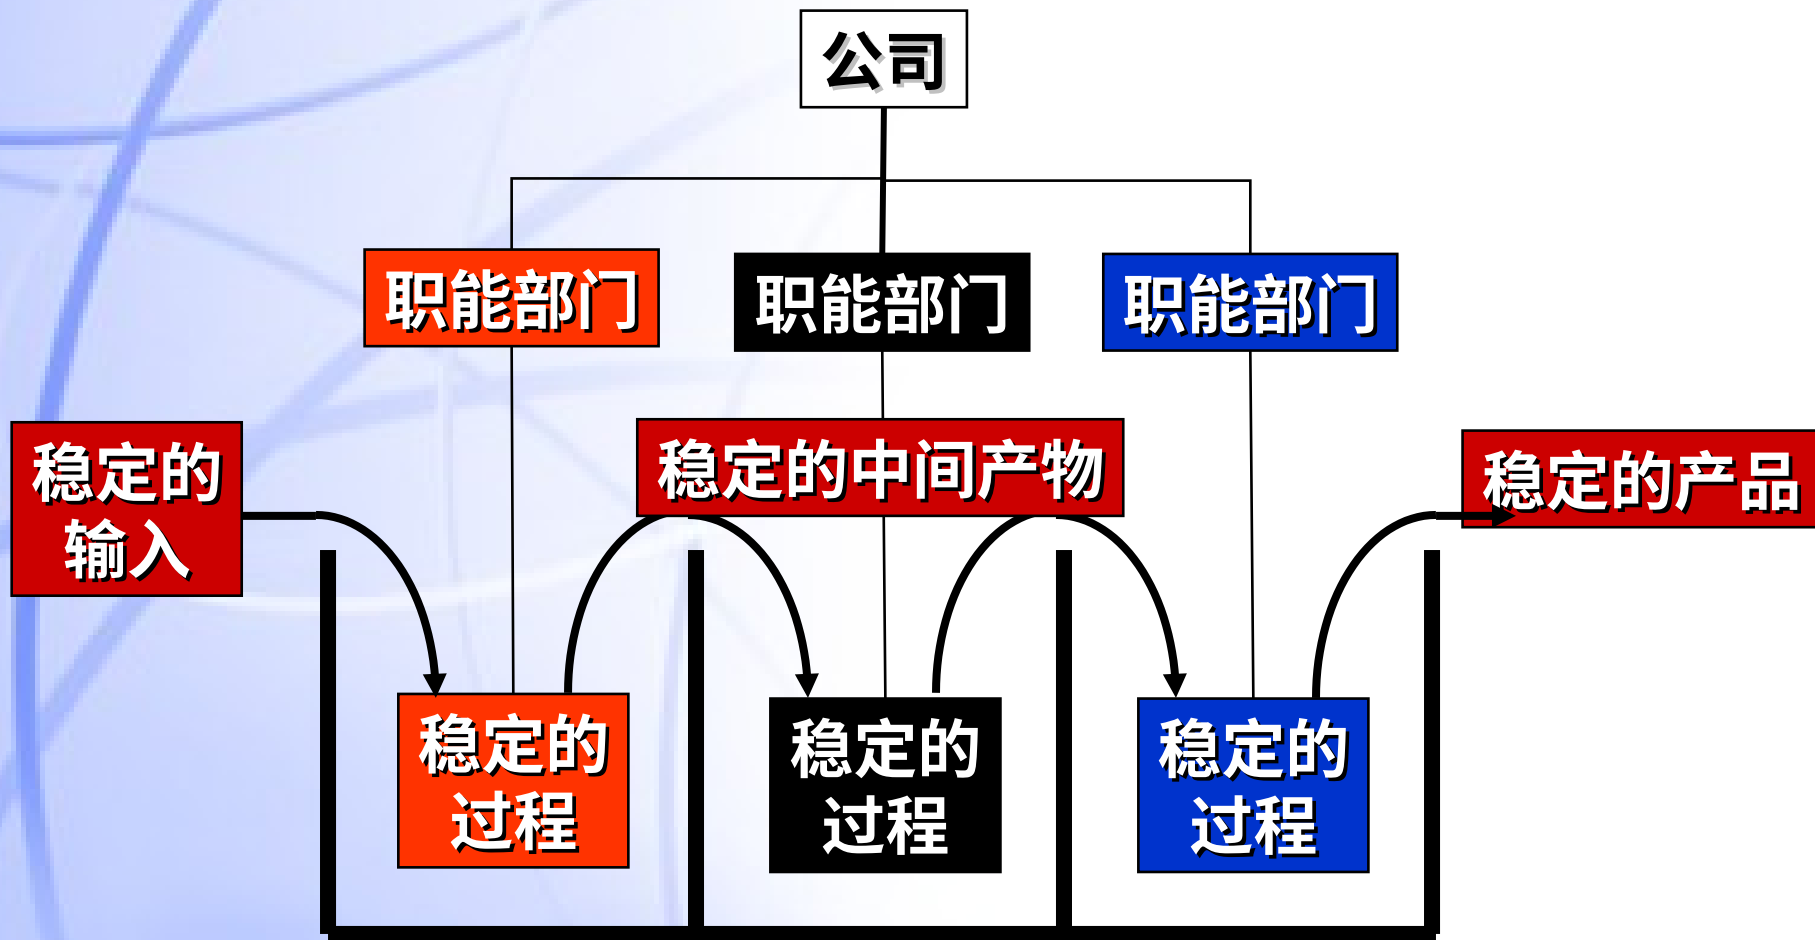 公司
职能部门
职能部门
职能部门
稳定的
输入
稳定的中间产物
稳定的产品
稳定的
过程
稳定的
过程
稳定的
过程